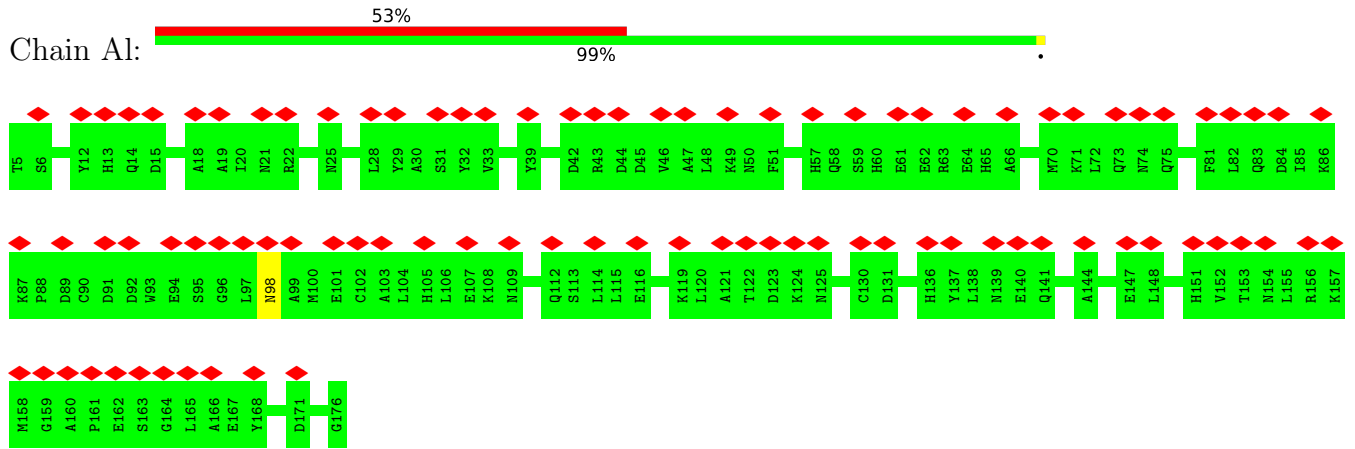 53%
Chain Al:
99%
.
T5 S6 Y12 H13 Q14 D15 A18 A19 I20 N21 R22 N25 L28 Y29 A30 S31 Y32 V33 Y39 D42 R43 D44 D45 V46 A47 L48 K49 N50 F51 H57 Q58 S59 H60 E61 E62 R63 E64 H65 A66 M70 K71 L72 Q73 N74 Q75 F81 L82 Q83 D84 I85 K86
K87 P88 D89 C90 D91 D92 W93 E94 S95 G96 L97 N98 A99 M100 E101 C102 A103 L104 H105 L106 E107 K108 N109 Q112 S113 L114 L115 E116 K119 L120 A121 T122 D123 K124 N125 C130 D131 H136 Y137 L138 N139 E140 Q141 A144 E147 L148 H151 V152 T153 N154 L155 R156 K157
M158 G159 A160 P161 E162 S163 G164 L165 A166 E167 Y168 D171 G176